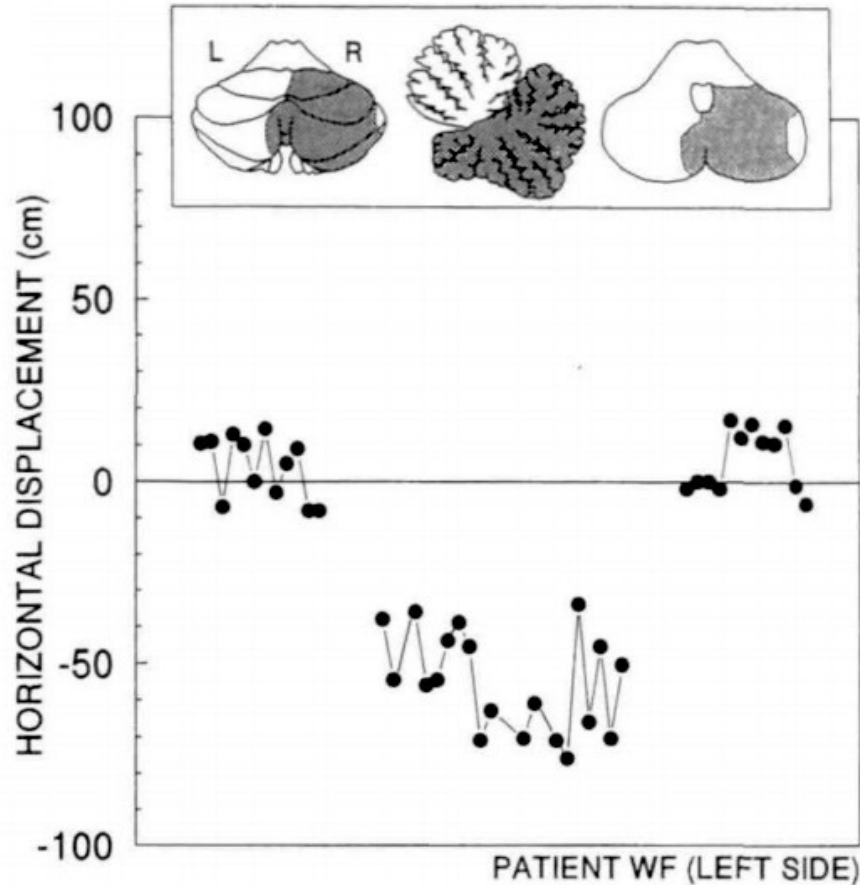 L R
100
50
0
-50
-100
HORIZONTAL DISPLACEMENT (cm)
PATIENT WF (LEFT SIDE)